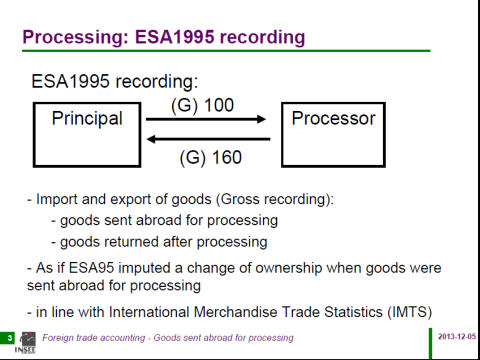 Processing: ESA1995 recording
ESA1995 recording:
Principal
(G) 100
Processor
(G) 160
- Import and export of goods (Gross recording):
- goods sent abroad for processing
- goods returned after processing
- As if ESA95 imputed a change of ownership when goods were
sent abroad for processing
- in line with International Merchandise Trade Statistics (IMTS)
3
Foreign trade accounting - Goods sent abroad for processing
2013-12-05
INSEE